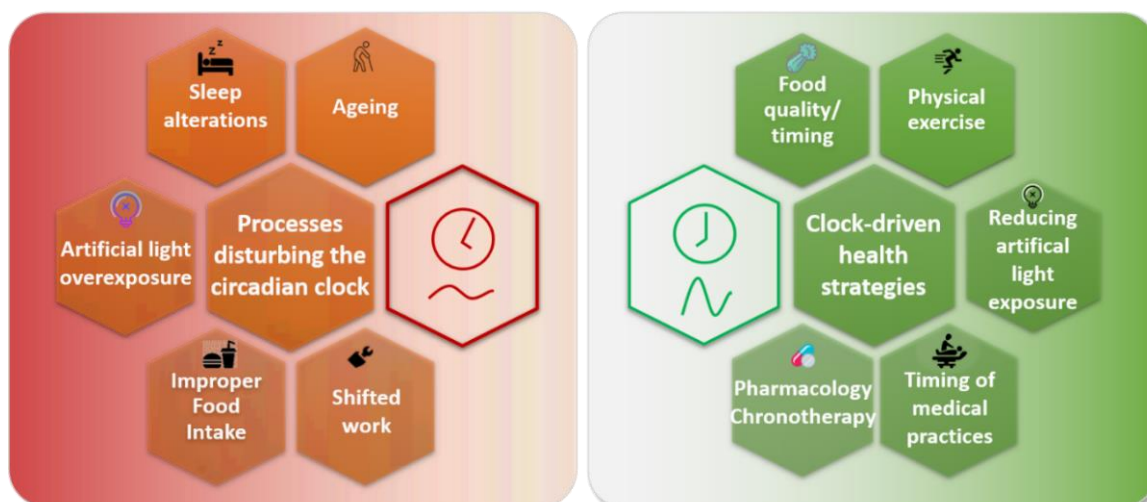 z z z
Sleep
alterations
Ageing
Artificial light
overexposure
Processes
disturbing the
circadian clock
Improper
Food
Intake
Shifted
work
Food
quality/
timing
Physical
exercise
Clock-driven
health
strategies
Reducing
artifical
light
exposure
Pharmacology
Chronotherapy
Timing of
medical
practices